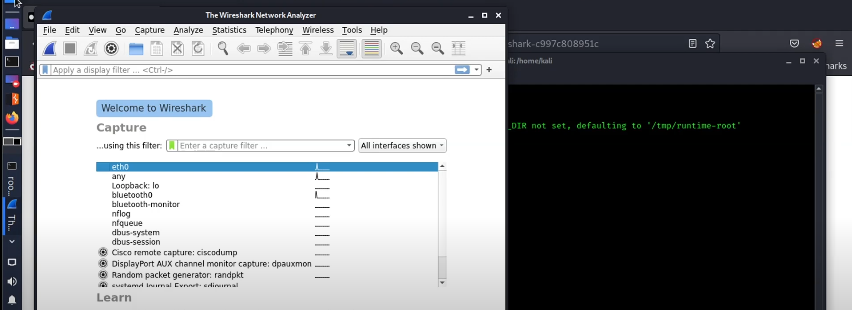 The Wireshark Network Analyzer
File Edit View Go Capture Analyze Statistics Telephony Wireless Tools Help
Apply a display filter ... <Ctrl-/>
+
Welcome to Wireshark
Capture
...using this filter: Enter a capture filter ... All interfaces shown
eth0
any
Loopback: lo
bluetooth0
bluetooth-monitor
nflog
nfqueue
dbus-system
dbus-session
Cisco remote capture: ciscodump
DisplayPort AUX channel monitor capture: dpauxmon
Random packet generator: randpkt
systemd Journal Export: sdjournal
Learn
shark-c997c808951c
ali:/home/kali
arks
_DIR not set, defaulting to '/tmp/runtime-root'
roo...
Th...